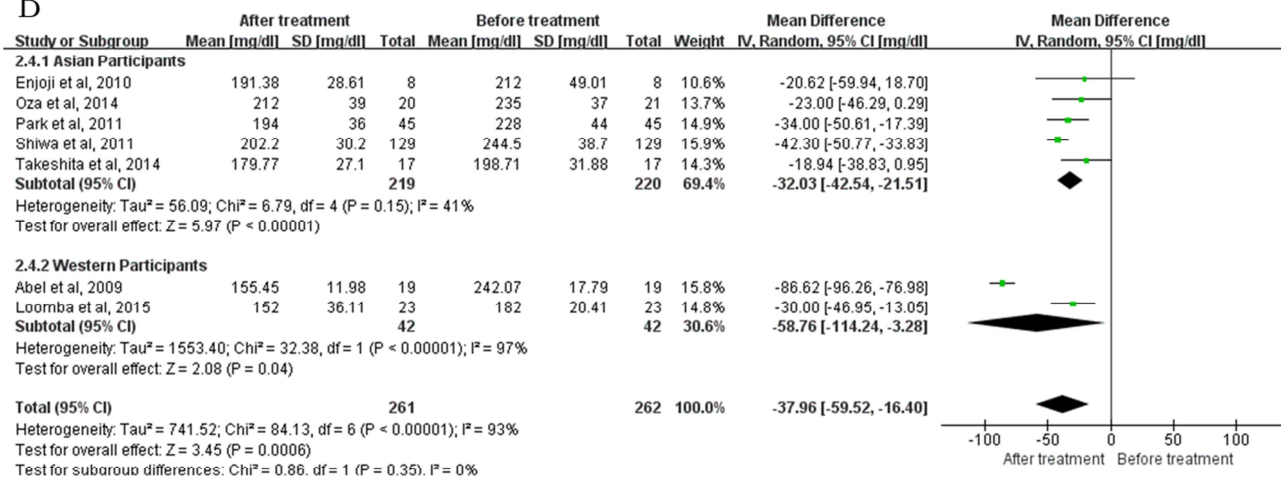 D
After treatment Before treatment Mean Difference Mean Difference
Study or Subgroup Mean [mg/dl] SD [mg/dl] Total Mean [mg/dl] SD [mg/dl] Total Weight IV, Random, 95% CI [mg/dl] IV, Random, 95% CI [mg/dl]
2.4.1 Asian Participants
Enjoji et al, 2010 191.38 28.61 8 212 49.01 8 10.6% -20.62 [-59.94, 18.70]
Oza et al, 2014 212 39 20 235 37 21 13.7% -23.00 [-46.29, 0.29]
Park et al, 2011 194 36 45 228 44 45 14.9% -34.00 [-50.61, -17.39]
Shiwa et al, 2011 202.2 30.2 129 244.5 38.7 129 15.9% -42.30 [-50.77, -33.83]
Takeshita et al, 2014 179.77 27.1 17 198.71 31.88 17 14.3% -18.94 [-38.83, 0.95]
Subtotal (95% CI) 219 220 69.4% -32.03 [-42.54, -21.51]
Heterogeneity: Tau² = 56.09; Chi² = 6.79, df = 4 (P = 0.15); I² = 41%
Test for overall effect: Z = 5.97 (P < 0.00001)
2.4.2 Western Participants
Abel et al, 2009 155.45 11.98 19 242.07 17.79 19 15.8% -86.62 [-96.26, -76.98]
Loomba et al, 2015 152 36.11 23 182 20.41 23 14.8% -30.00 [-46.95, -13.05]
Subtotal (95% CI) 42 42 30.6% -58.76 [-114.24, -3.28]
Heterogeneity: Tau² = 1553.40; Chi² = 32.38, df = 1 (P < 0.00001); I² = 97%
Test for overall effect: Z = 2.08 (P = 0.04)
Total (95% CI) 261 262 100.0% -37.96 [-59.52, -16.40]
Heterogeneity: Tau² = 741.52; Chi² = 84.13, df = 6 (P < 0.00001); I² = 93%
Test for overall effect: Z = 3.45 (P = 0.0006)
Test for subgroup differences: Chi² = 0.86, df = 1 (P = 0.35), I² = 0%
-100 -50 0 50 100
After treatment Before treatment